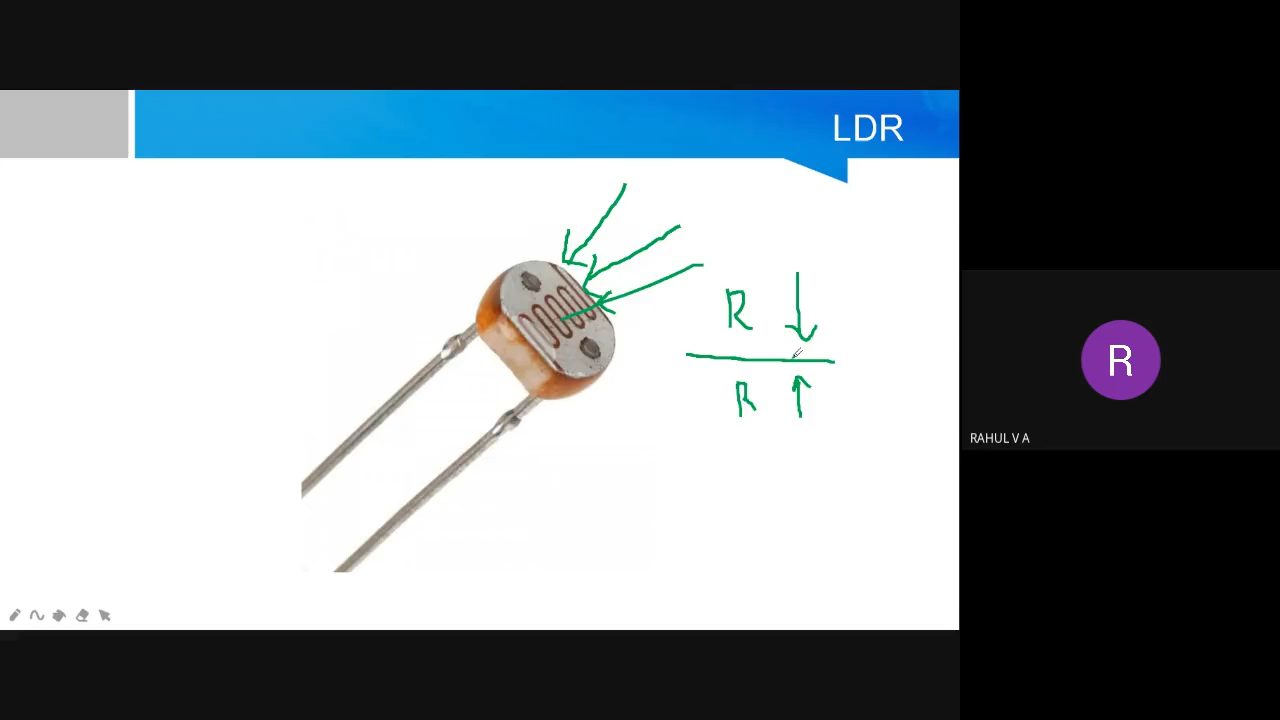 LDR
R ↓
R ↑
R
RAHUL V A